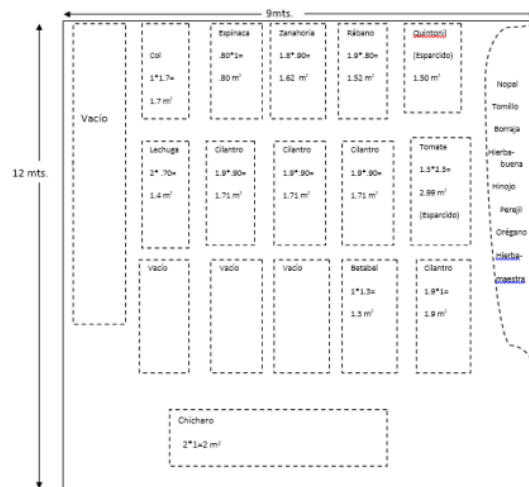 9mts.
12 mts.
Vacío
Col
1*1.7=
1.7 m²
Espinaca
.80*1=
.80 m²
Zanahoria
1.8*.90=
1.62 m²
Rábano
1.9*.80=
1.52 m²
Quintonil
(Esparcido)
1.50 m²
Lechuga
2* .70=
1.4 m²
Cilantro
1.9*.90=
1.71 m²
Cilantro
1.9*.90=
1.71 m²
Cilantro
1.9*.90=
1.71 m²
Tomate
1.3*2.3=
2.99 m²
(Esparcido)
Vacío
Vacío
Vacío
Betabel
1*1.3=
1.3 m²
Cilantro
1.9*1=
1.9 m²
Chicharo
2*1=2 m²
Nopal
Tomillo
Borraja
Hierba-
buena
Hinojo
Perejil
Orégano
Hierba-
maestra